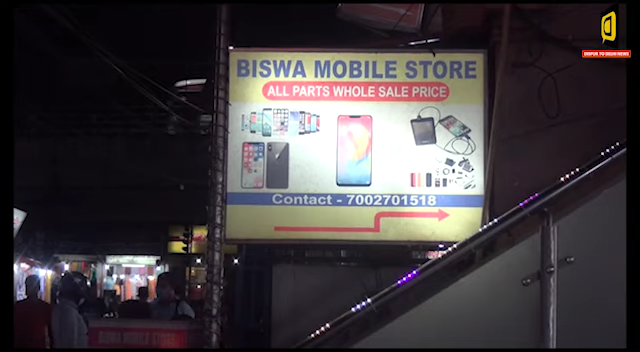 BISWA MOBILE STORE
ALL PARTS WHOLE SALE PRICE
Contact - 7002701518
BISWA MOBILE STORE